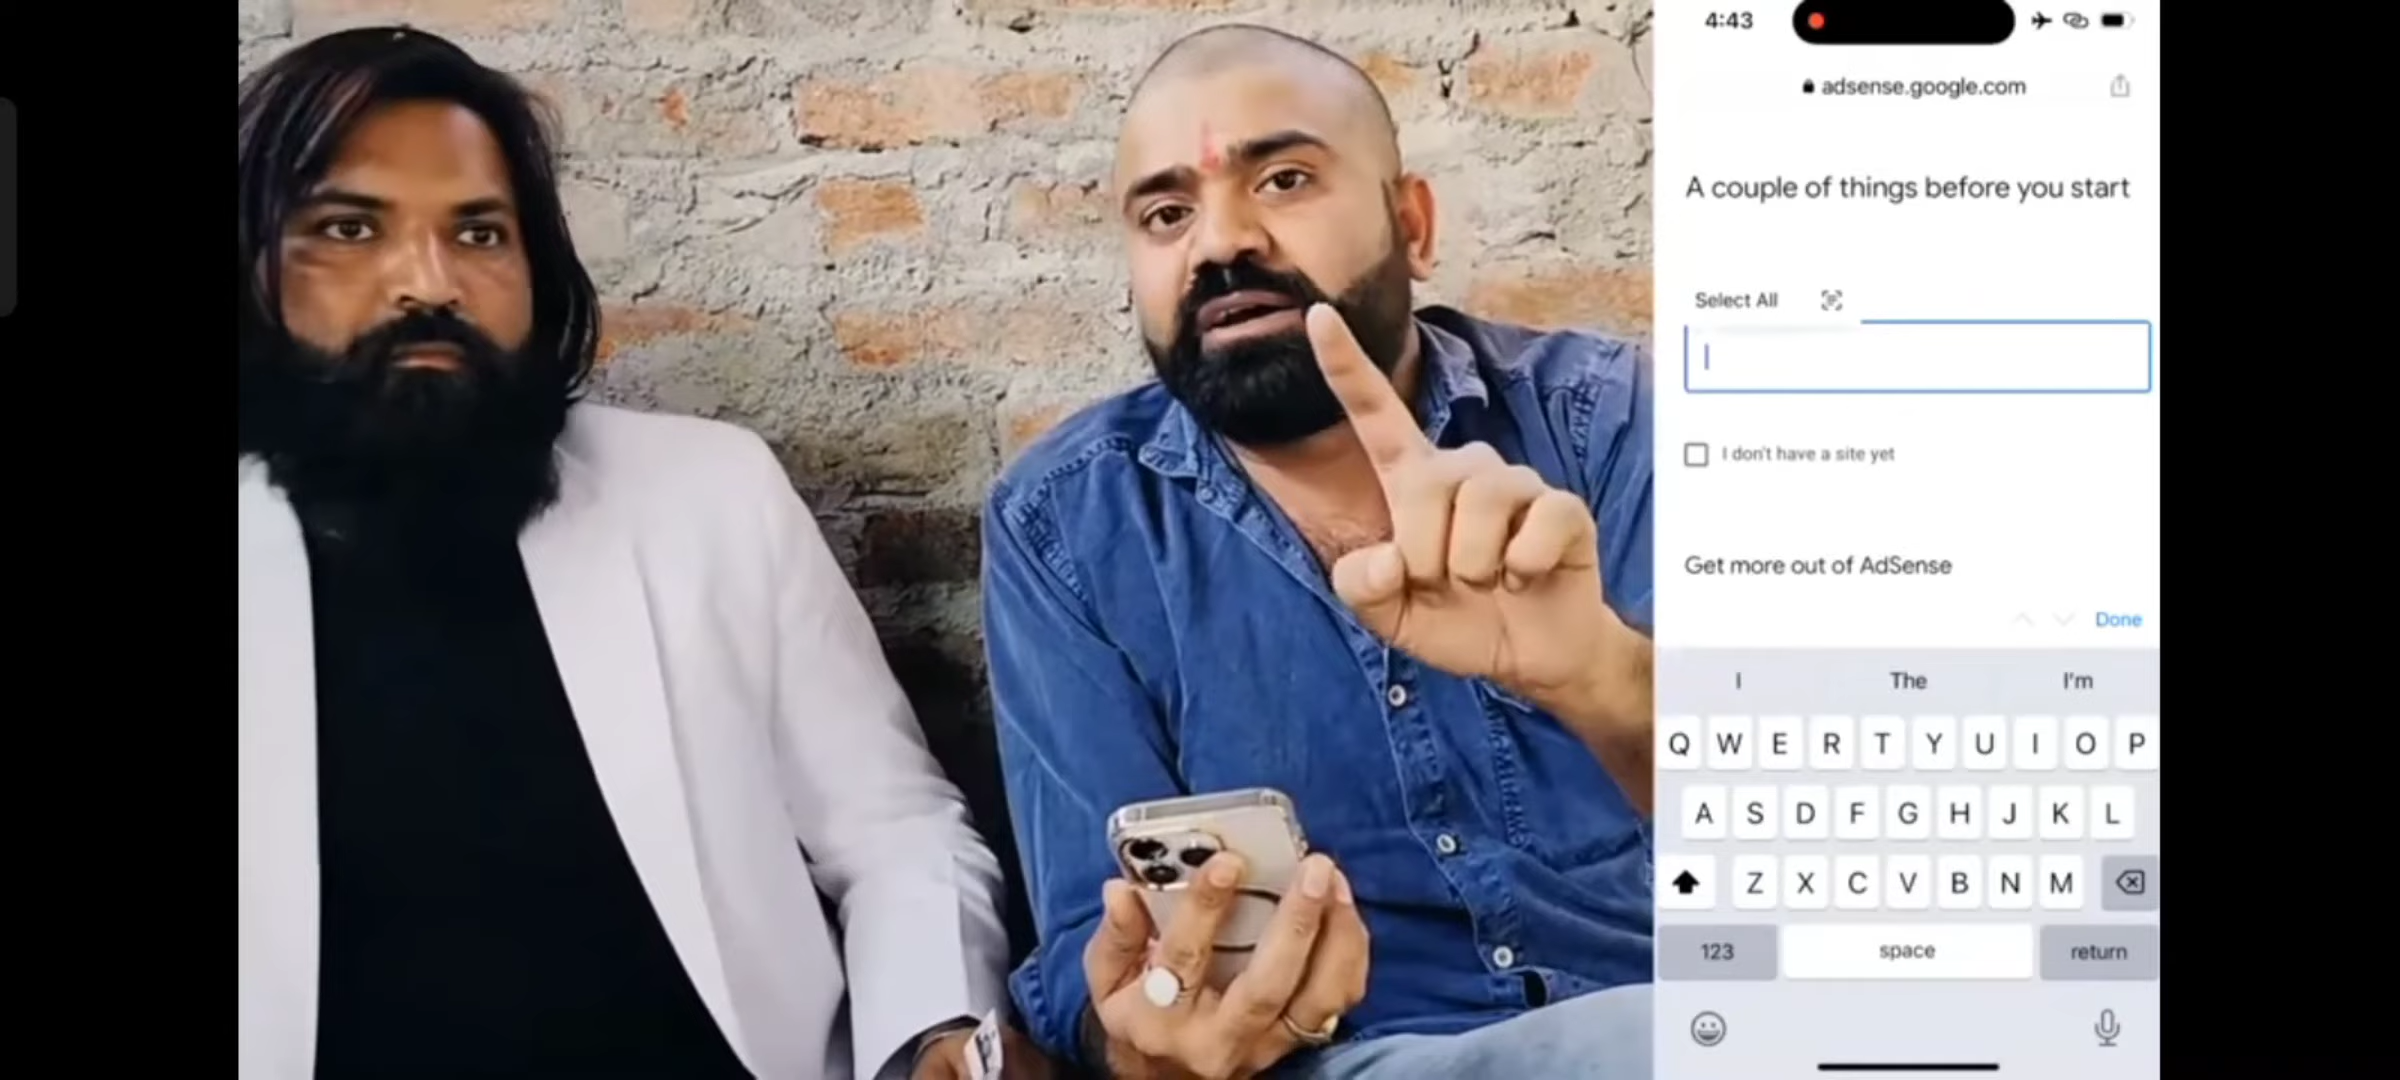 4:43
adsense.google.com
A couple of things before you start
Select All
I don't have a site yet
Get more out of AdSense
Done
I The I'm
Q W E R T Y U I O P
A S D F G H J K L
Z X C V B N M
123 space return